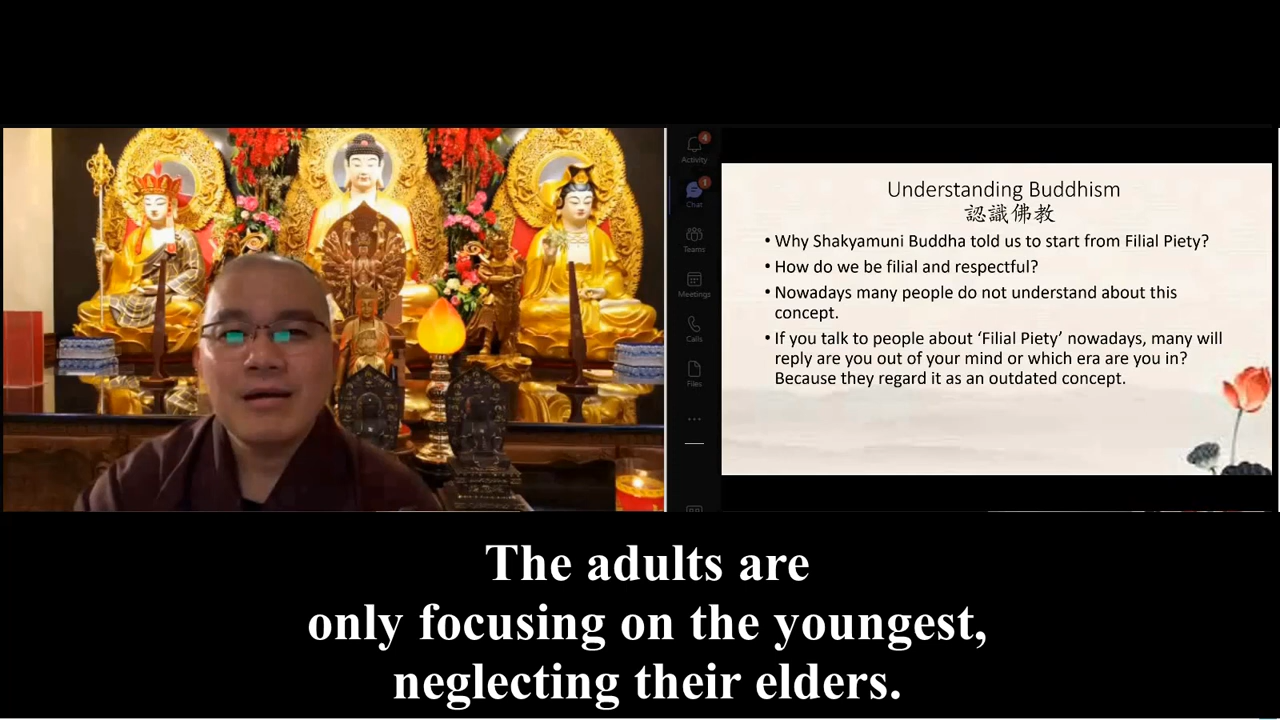 Activity
4
Chat
1
Teams
Meetings
Calls
Files
Understanding Buddhism
認識佛教
• Why Shakyamuni Buddha told us to start from Filial Piety?
• How do we be filial and respectful?
• Nowadays many people do not understand about this
concept.
• If you talk to people about ‘Filial Piety’ nowadays, many will
reply are you out of your mind or which era are you in?
Because they regard it as an outdated concept.
The adults are
only focusing on the youngest,
neglecting their elders.